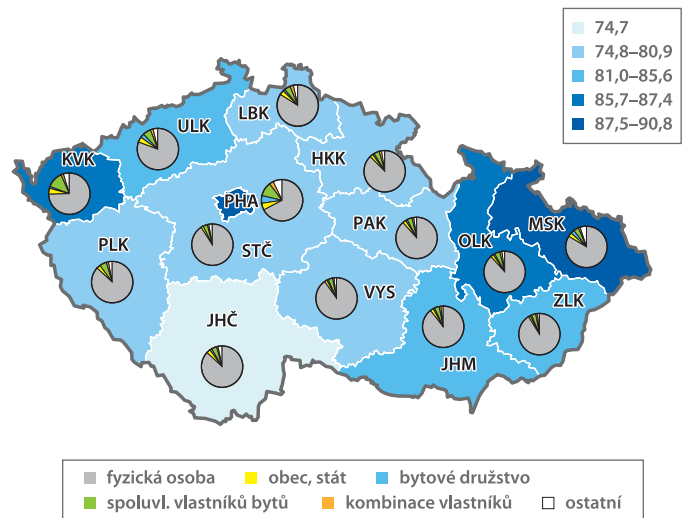 74,7
74,8–80,9
81,0–85,6
85,7–87,4
87,5–90,8
LBK
ULK
HKK
KVK
PHA
MSK
PAK
OLK
STČ
PLK
VYS
ZLK
JHČ
JHM
fyzická osoba obec, stát bytové družstvo
spoluvl. vlastníků bytů kombinace vlastníků ostatní